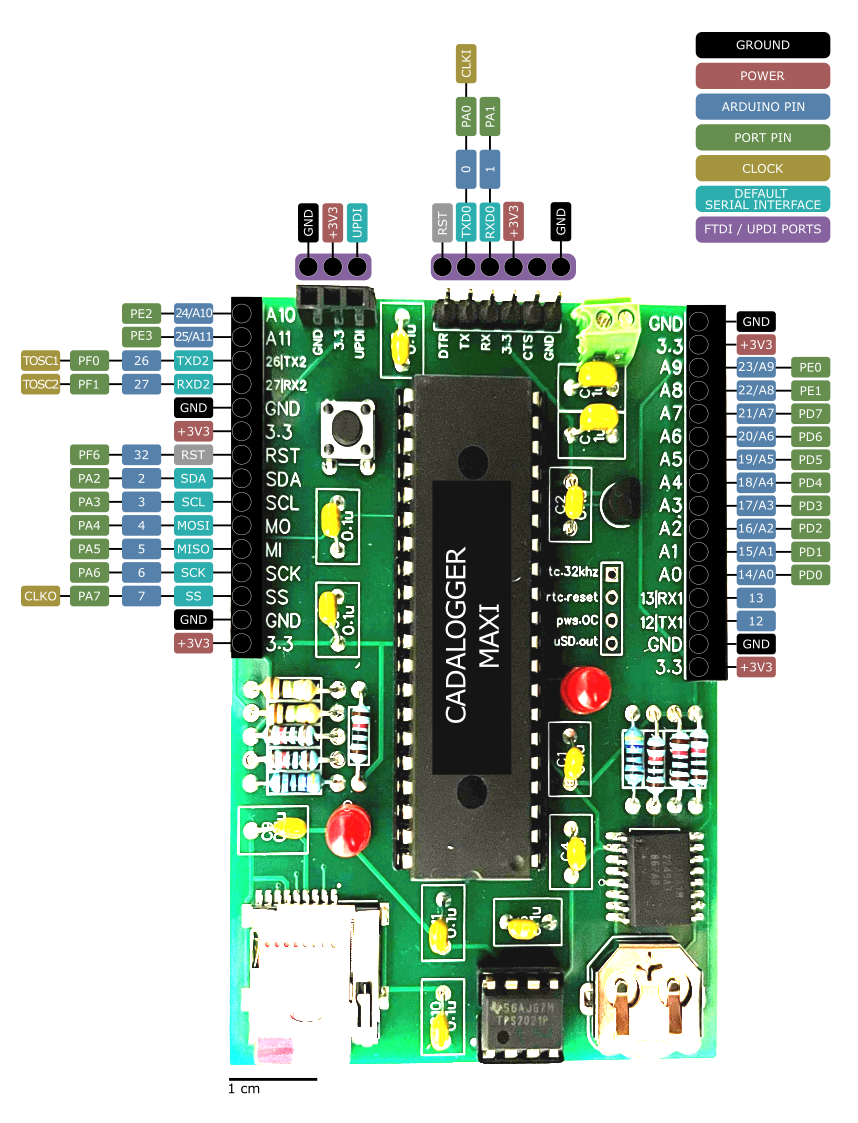 GROUND
POWER
ARDUINO PIN
PORT PIN
CLOCK
DEFAULT
SERIAL INTERFACE
FTDI / UPDI PORTS
CLKI
PA0 PA1
0 1
GND +3V3 UPDI
RST TXD0 RXD0 +3V3 GND
GND 3.3 UPDI
DTR TX RX 3.3 CTS GND
PE2 24/A10 A10
PE3 25/A11 A11
TOSC1 PF0 26 TXD2 26|TX2
TOSC2 PF1 27 RXD2 27|RX2
GND GND
+3V3 3.3
PF6 32 RST RST
PA2 2 SDA SDA
PA3 3 SCL SCL
PA4 4 MOSI MO
PA5 5 MISO MI
PA6 6 SCK SCK
CLKO PA7 7 SS SS
GND GND
+3V3 3.3
GND GND
3.3 +3V3
A9 23/A9 PE0
A8 22/A8 PE1
A7 21/A7 PD7
A6 20/A6 PD6
A5 19/A5 PD5
A4 18/A4 PD4
A3 17/A3 PD3
A2 16/A2 PD2
A1 15/A1 PD1
A0 14/A0 PD0
13|RX1 13
12|TX1 12
GND GND
3.3 +3V3
0.1u
0.1u
C2
tc.32khz
rtc.reset
pws.OC
uSD.out
CADALOGGER
MAXI
C1
C4
0.1u
0.1u
56AJG7M
TPS2021P
+
1 cm